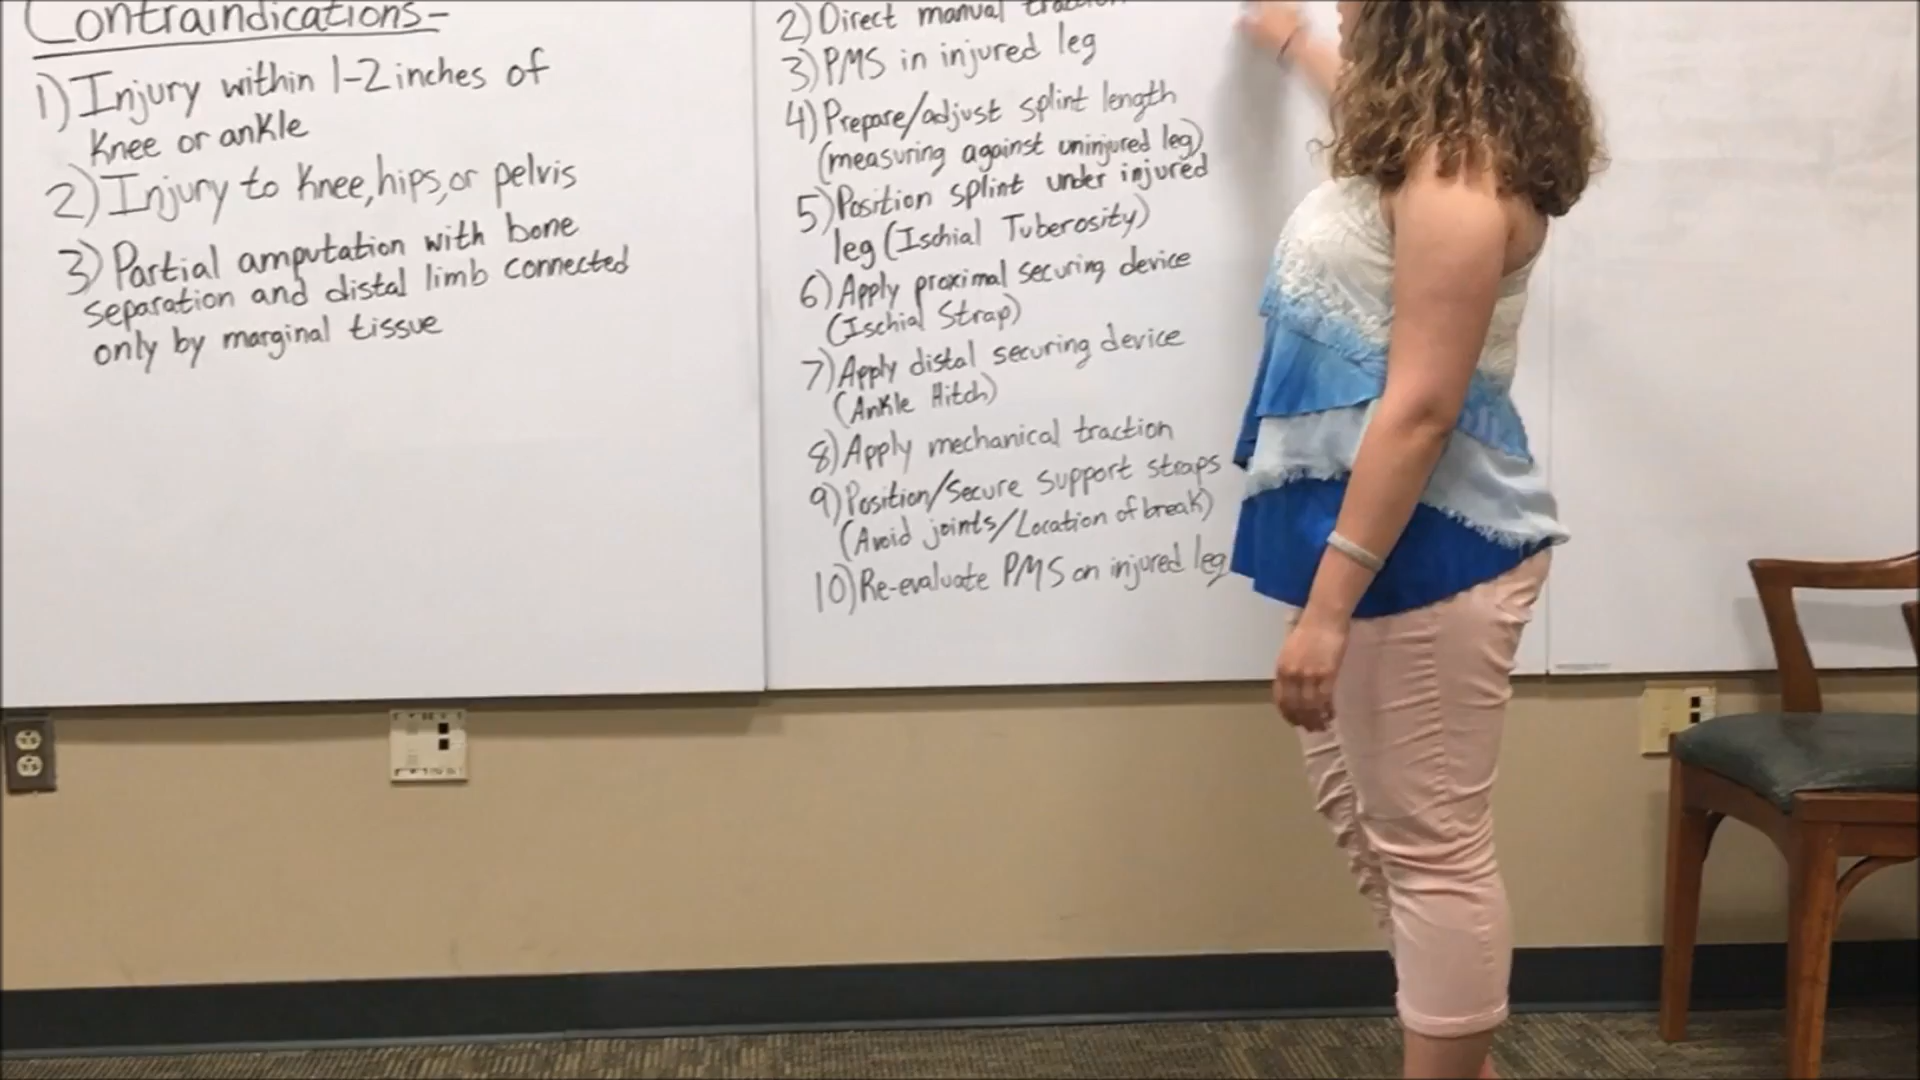 Contraindications-
1) Injury within 1-2 inches of
Knee or ankle
2) Injury to Knee, hips, or pelvis
3) Partial amputation with bone
separation and distal limb connected
only by marginal tissue
2) Direct manual traction
3) PMS in injured leg
4) Prepare/adjust splint length
(measuring against uninjured leg)
5) Position splint under injured
leg (Ischial Tuberosity)
6) Apply proximal securing device
(Ischial Strap)
7) Apply distal securing device
(Ankle Hitch)
8) Apply mechanical traction
9) Position/Secure support straps
(Avoid joints/Location of break)
10) Re-evaluate PMS on injured leg